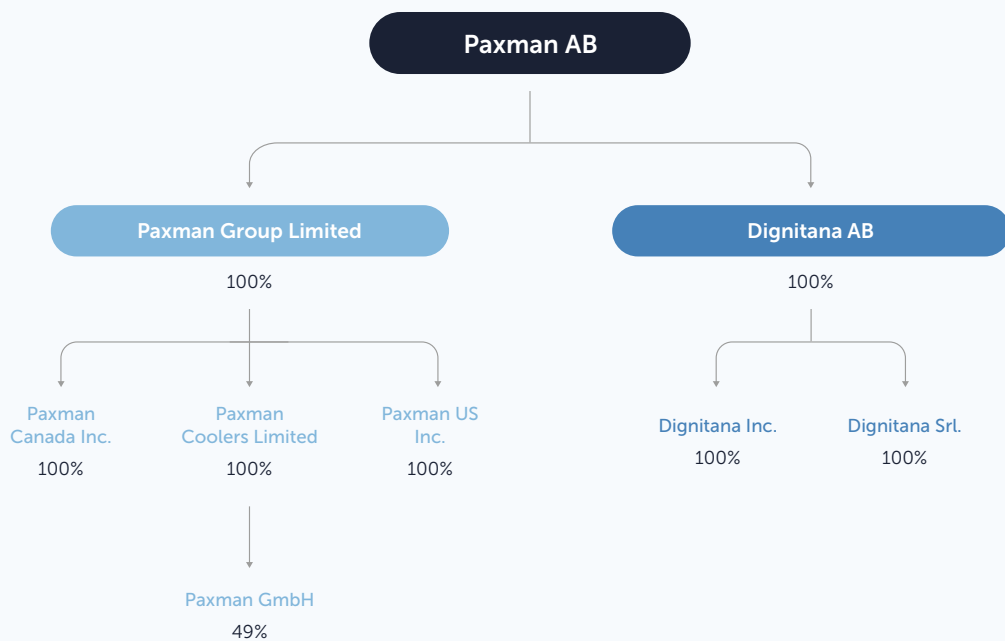 Paxman AB
Paxman Group Limited
100%
Dignitana AB
100%
Paxman
Canada Inc.
100%
Paxman
Coolers Limited
100%
Paxman US
Inc.
100%
Dignitana Inc.
100%
Dignitana Srl.
100%
Paxman GmbH
49%